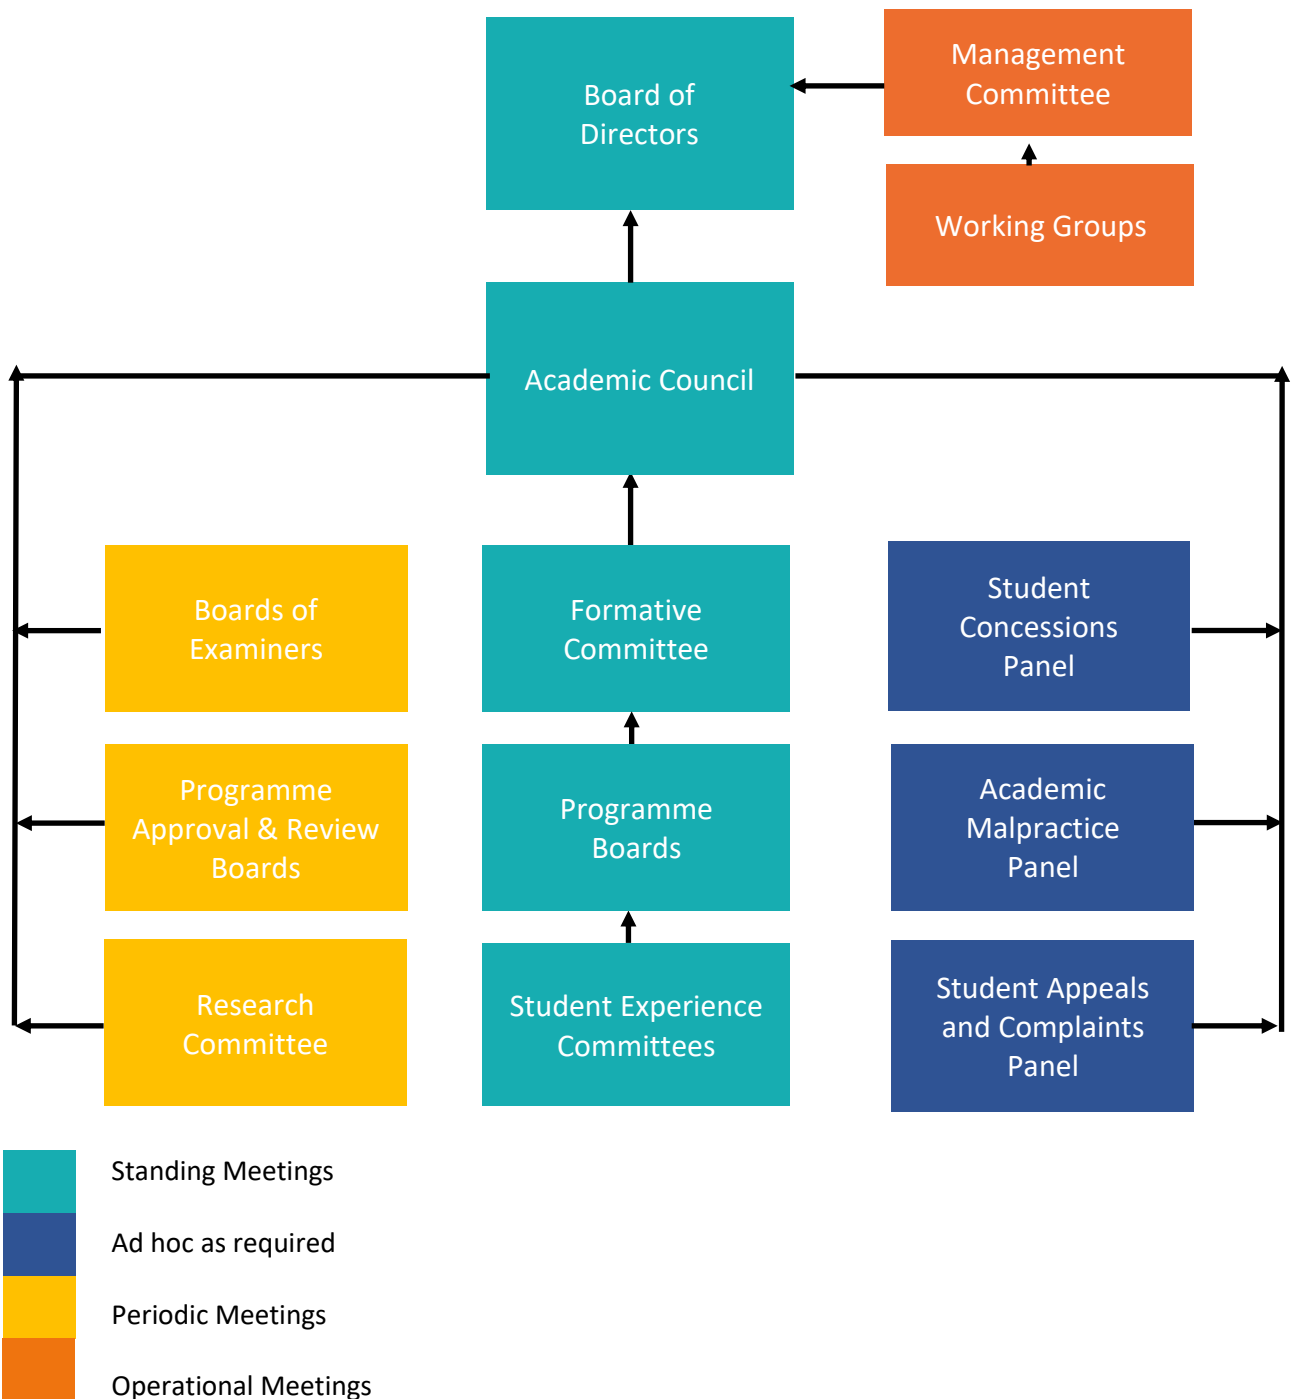 Board of
Directors
Management
Committee
Working Groups
Academic Council
Boards of
Examiners
Formative
Committee
Student
Concessions
Panel
Programme
Approval & Review
Boards
Programme
Boards
Academic
Malpractice
Panel
Research
Committee
Student Experience
Committees
Student Appeals
and Complaints
Panel
Standing Meetings
Ad hoc as required
Periodic Meetings
Operational Meetings